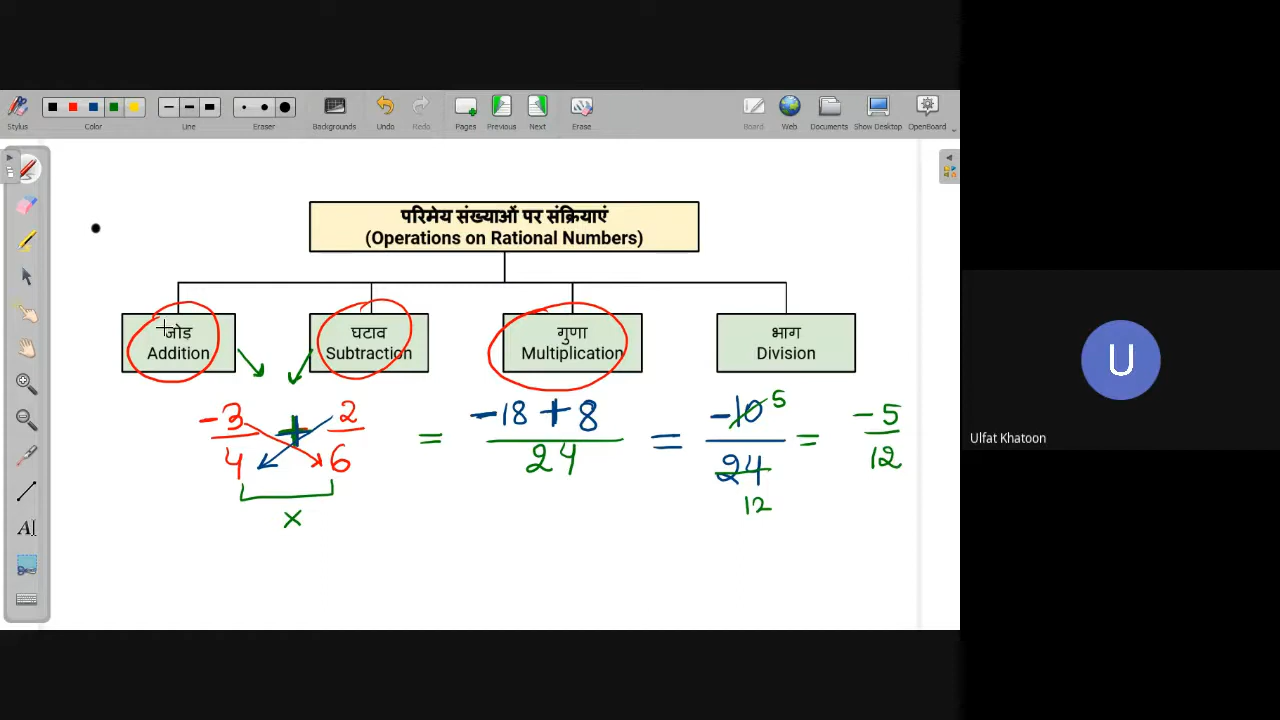 Stylus Color Line Eraser Backgrounds Undo Redo Pages Previous Next Erase Board Web Documents Show Desktop OpenBoard
परिमेय संख्याओं पर संक्रियाएं
(Operations on Rational Numbers)
जोड़ घटाव गुणा भाग
Addition Subtraction Multiplication Division
-3/4 + 2/6 = -18 + 8/24 = -10/24 = -5/12
5
12
x
U
Ulfat Khatoon
AI